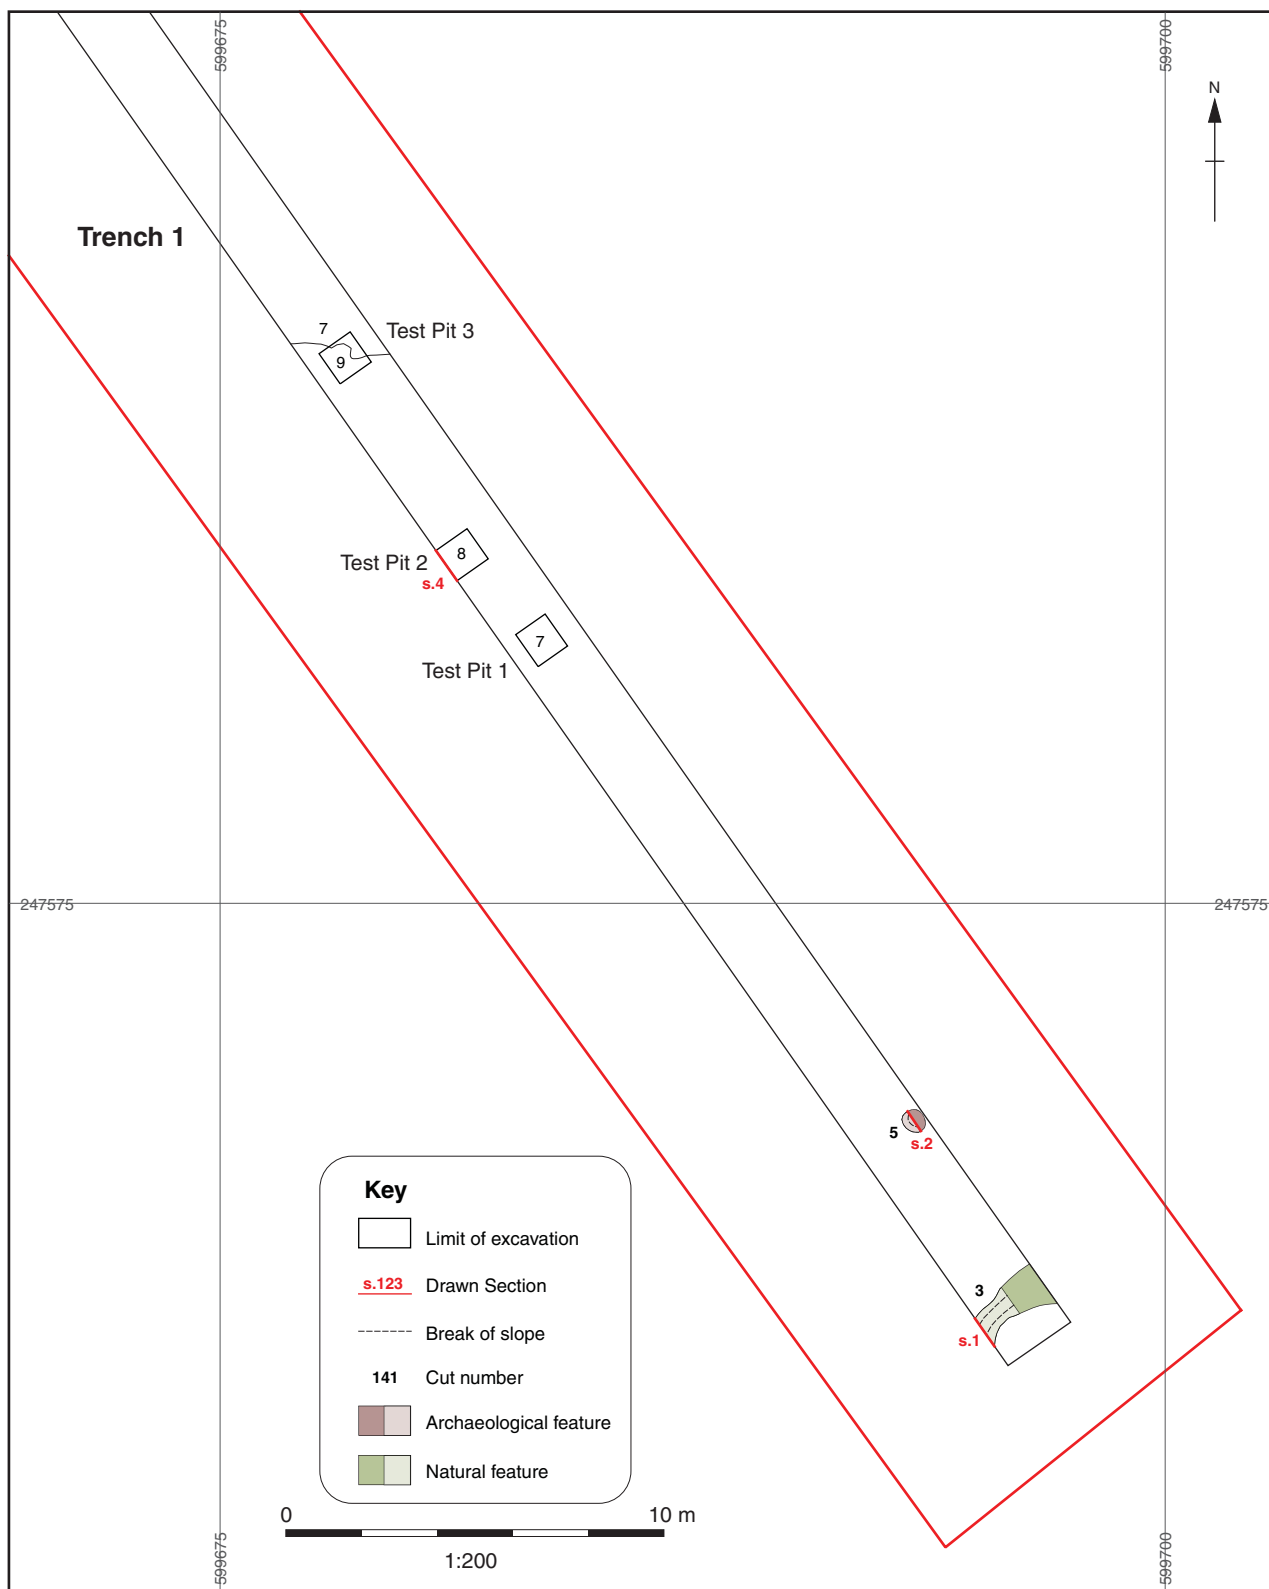 599675
599700
N
Trench 1
7
Test Pit 3
9
Test Pit 2
8
s.4
7
Test Pit 1
247575
247575
5
s.2
3
s.1
Key
Limit of excavation
s.123 Drawn Section
Break of slope
141 Cut number
Archaeological feature
Natural feature
0 10 m
1:200
599675
599700